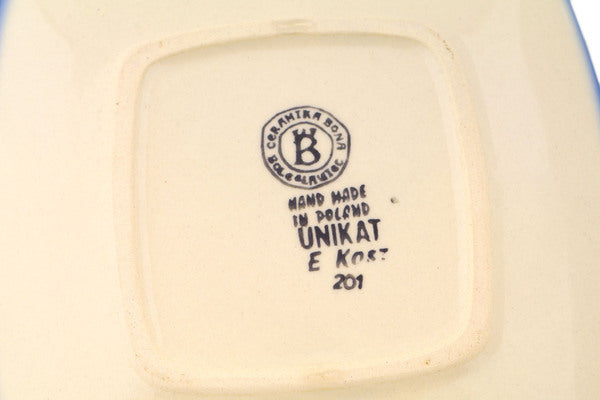 CERAMIKA BONA
BOLESŁAWIEC
B
HAND MADE
IN POLAND
UNIKAT
E KOST
201